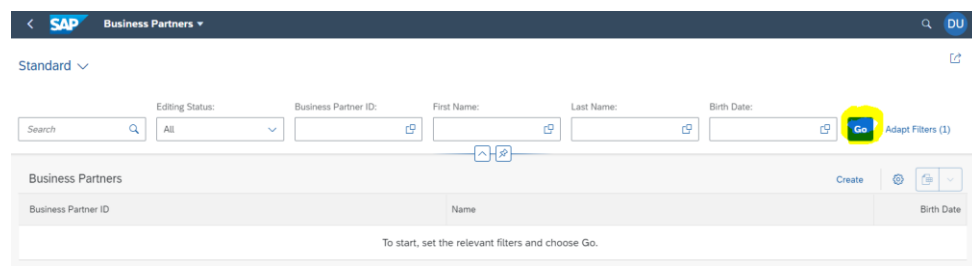 SAP Business Partners
DU
Standard
Editing Status: Business Partner ID: First Name: Last Name: Birth Date:
Search All Go Adapt Filters (1)
Business Partners Create
Business Partner ID Name Birth Date
To start, set the relevant filters and choose Go.